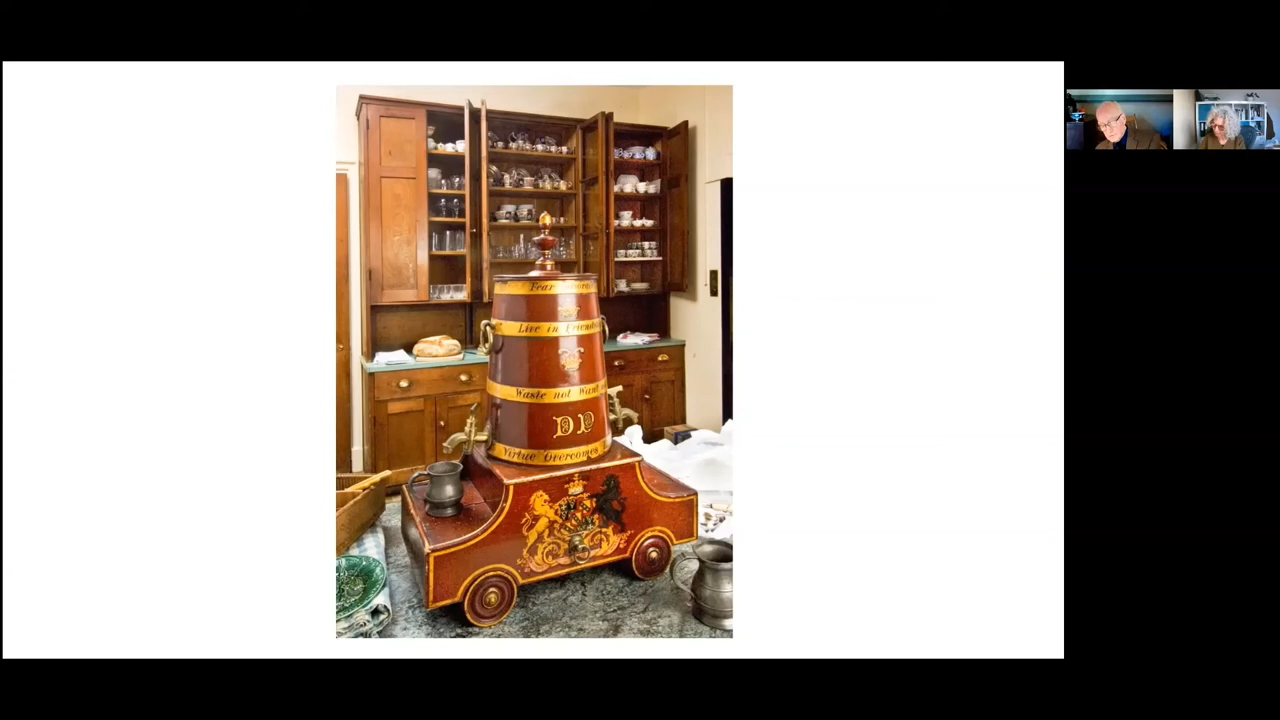 Fear
Live in
Waste not Want
DP
Virtue Overcomes